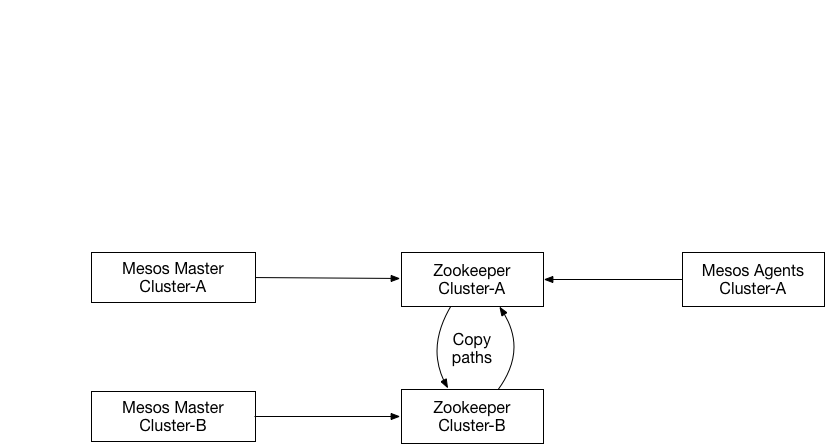 Mesos Master
Cluster-A
Zookeeper
Cluster-A
Mesos Agents
Cluster-A
Copy
paths
Mesos Master
Cluster-B
Zookeeper
Cluster-B